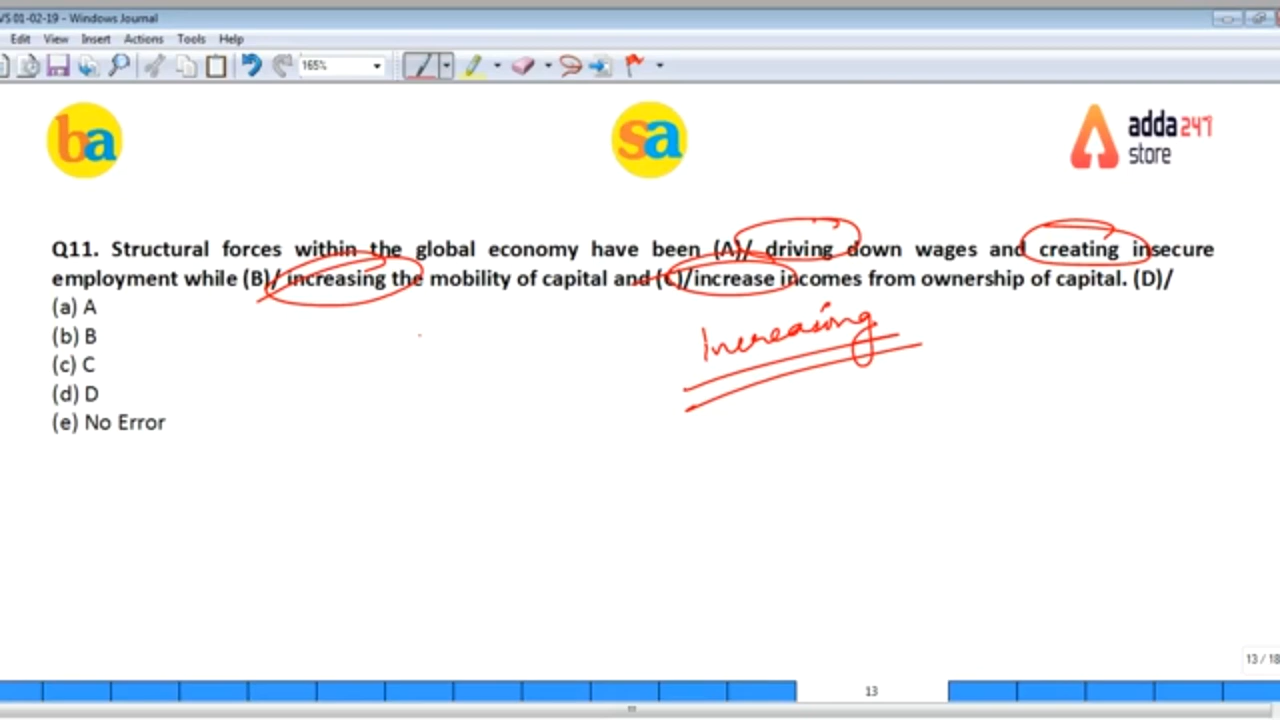 VS 01-02-19 - Windows Journal
Edit View Insert Actions Tools Help
165%
ba
sa
adda 247
store
Q11. Structural forces within the global economy have been (A)/ driving down wages and creating insecure
employment while (B)/ increasing the mobility of capital and (C)/increase incomes from ownership of capital. (D)/
(a) A
Increasing
(b) B
(c) C
(d) D
(e) No Error
13 / 18
13